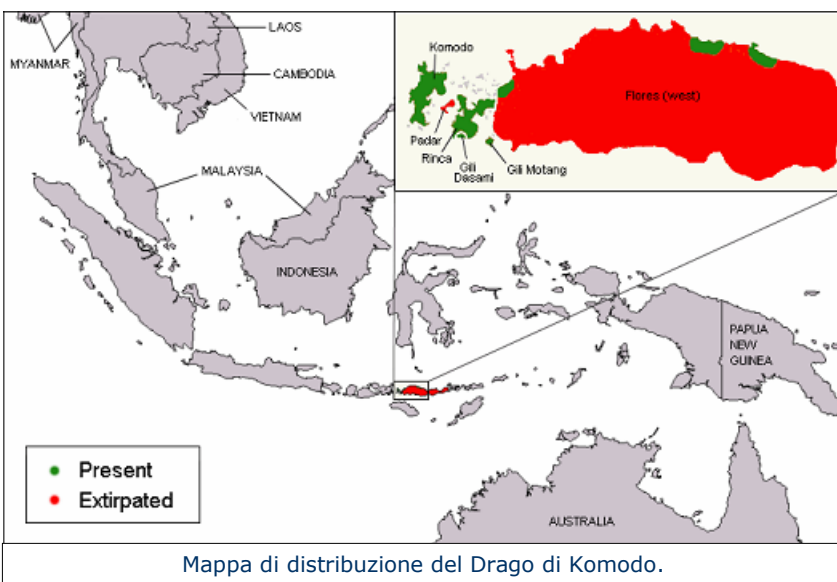 LAOS
MYANMAR
CAMBODIA
VIETNAM
MALAYSIA
INDONESIA
Komodo
Flores (west)
Padar
Rinca
Gili
Dasami
Gili Motang
PAPUA
NEW
GUINEA
Present
Extirpated
AUSTRALIA
Mappa di distribuzione del Drago di Komodo.